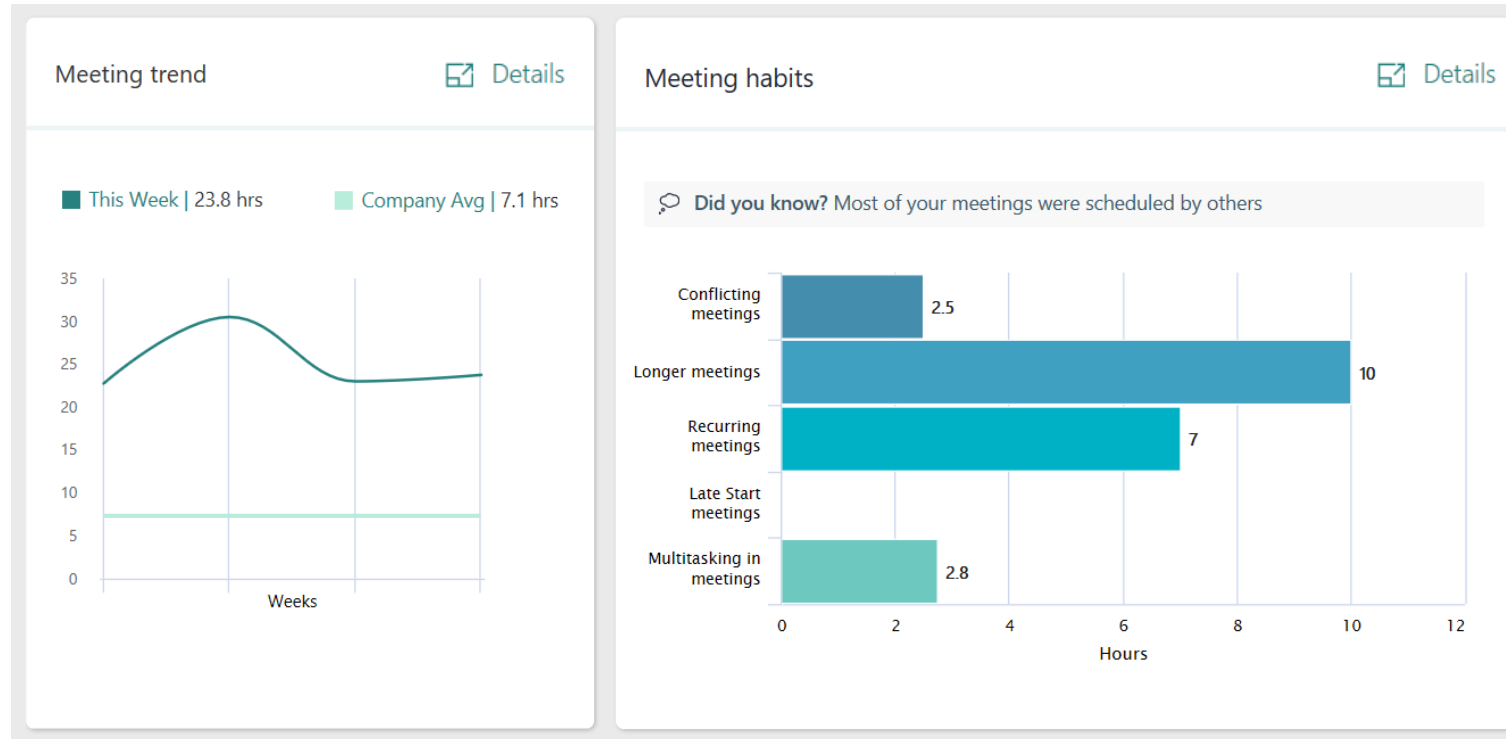 Meeting trend
Details
This Week | 23.8 hrs
Company Avg | 7.1 hrs
35
30
25
20
15
10
5
0
Weeks
Meeting habits
Details
Did you know? Most of your meetings were scheduled by others
Conflicting
meetings
2.5
Longer meetings
10
Recurring
meetings
7
Late Start
meetings
Multitasking in
meetings
2.8
0 2 4 6 8 10 12
Hours